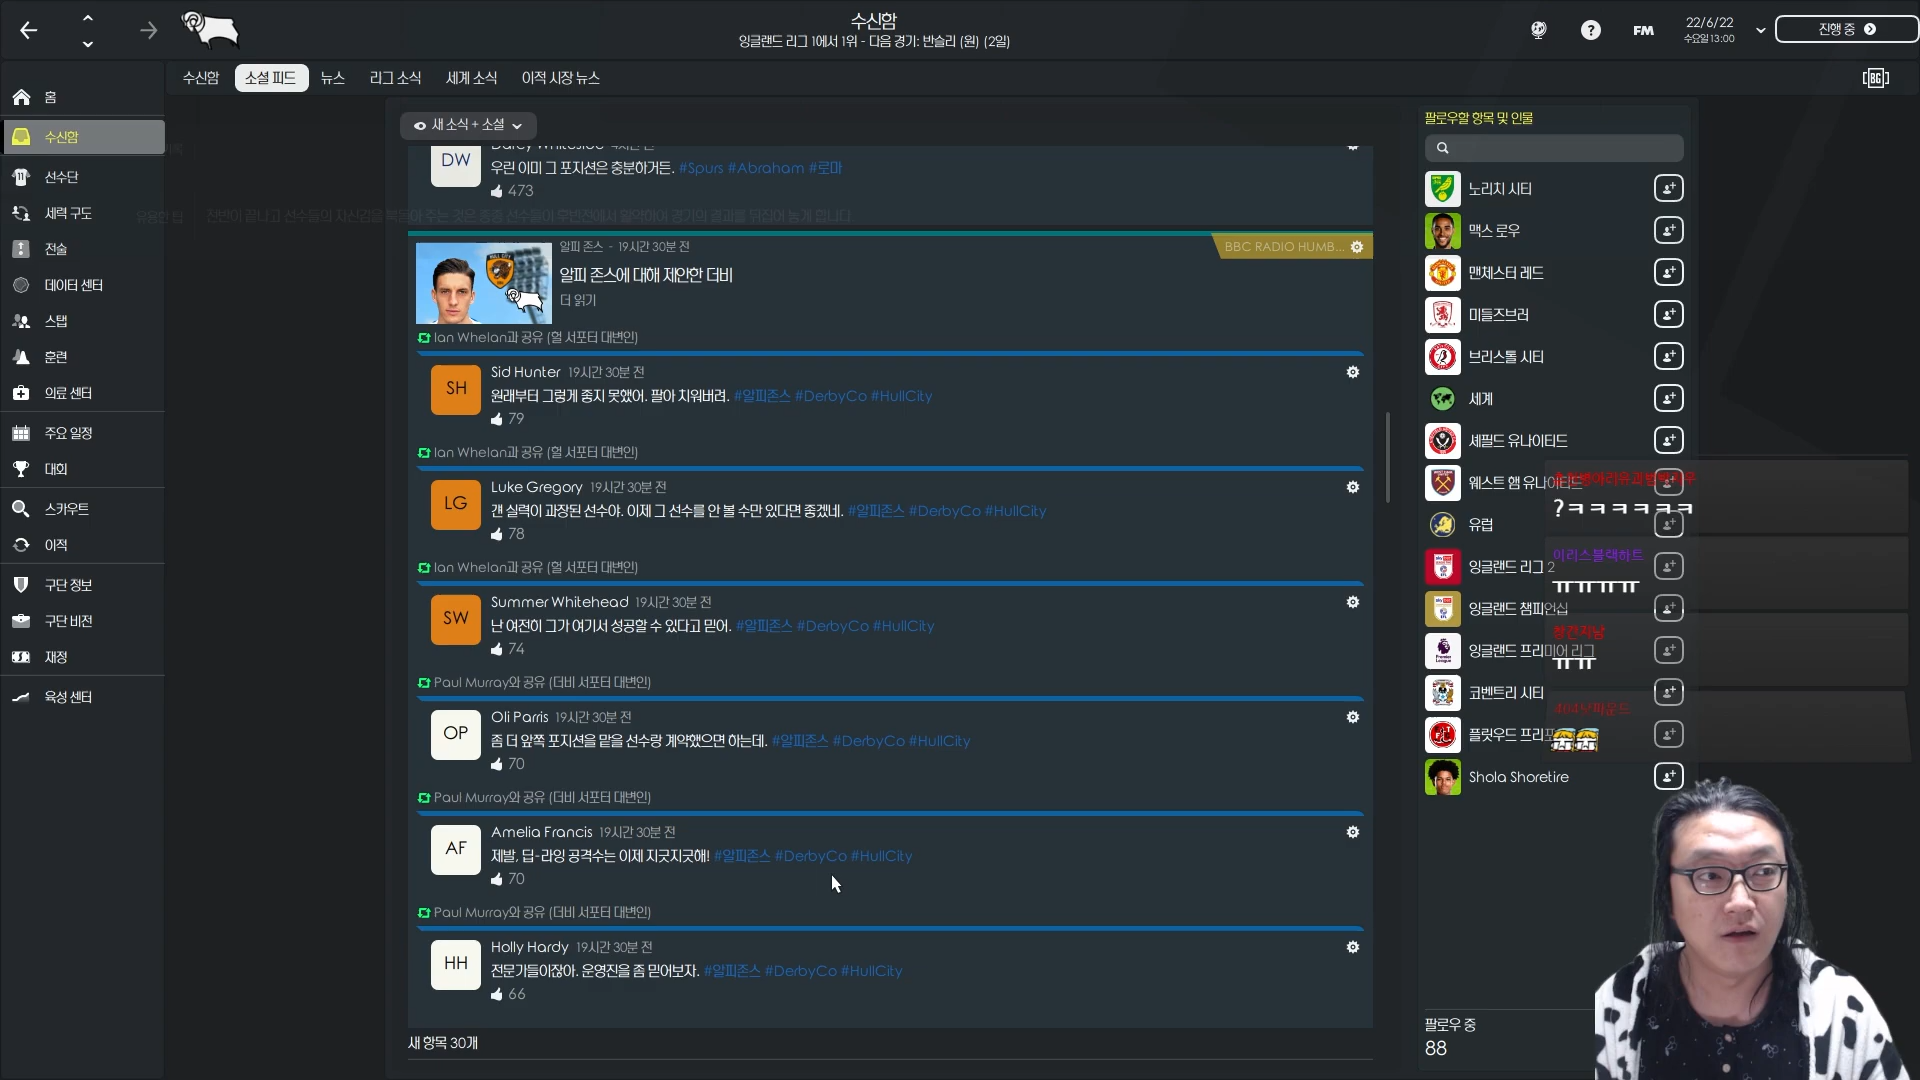 수신함
잉글랜드 리그 1에서 1위 - 다음 경기: 반슬리 (원) (2일)
FM
22/6/22
수요일 13:00
진행 중
수신함
소셜 피드
뉴스
리그 소식
세계 소식
이적 시장 뉴스
BG
홈
수신함
선수단
세력 구도
전술
데이터 센터
스탭
훈련
의료 센터
주요 일정
대회
스카우트
이적
구단 정보
구단 비전
재정
육성 센터
새 소식 + 소셜
DW
Darcy Whiteside
우린 이미 그 포지션은 충분하거든. #Spurs #Abraham #로마
473
알피 존스 - 19시간 30분 전
BBC RADIO HUMB...
알피 존스에 대해 제안한 더비
더 읽기
Ian Whelan과 공유 (헐 서포터 대변인)
SH
Sid Hunter 19시간 30분 전
원래부터 그렇게 좋지 못했어. 팔아 치워버려. #알피존스 #DerbyCo #HullCity
79
Ian Whelan과 공유 (헐 서포터 대변인)
LG
Luke Gregory 19시간 30분 전
걘 실력이 과장된 선수야. 이제 그 선수를 안 볼 수만 있다면 좋겠네. #알피존스 #DerbyCo #HullCity
78
Ian Whelan과 공유 (헐 서포터 대변인)
SW
Summer Whitehead 19시간 30분 전
난 여전히 그가 여기서 성공할 수 있다고 믿어. #알피존스 #DerbyCo #HullCity
74
Paul Murray와 공유 (더비 서포터 대변인)
OP
Oli Parris 19시간 30분 전
좀 더 앞쪽 포지션을 맡을 선수랑 계약했으면 하는데. #알피존스 #DerbyCo #HullCity
70
Paul Murray와 공유 (더비 서포터 대변인)
AF
Amelia Francis 19시간 30분 전
제발, 딥-라잉 공격수는 이제 지긋지긋해! #알피존스 #DerbyCo #HullCity
70
Paul Murray와 공유 (더비 서포터 대변인)
HH
Holly Hardy 19시간 30분 전
전문가들이잖아. 운영진을 좀 믿어보자. #알피존스 #DerbyCo #HullCity
66
새 항목 30개
팔로우할 항목 및 인물
노리치 시티
맥스 로우
맨체스터 레드
미들즈브러
브리스톨 시티
세계
셰필드 유나이티드
웨스트 햄 유나이티드
유럽
잉글랜드 리그 2
잉글랜드 챔피언십
잉글랜드 프리미어 리그
코벤트리 시티
플릿우드 프리
Shola Shoretire
?ㅋㅋㅋㅋㅋㅋ
이리스블랙하트
ㅠㅠㅠㅠ
ㅠㅠ
팔로우 중
88